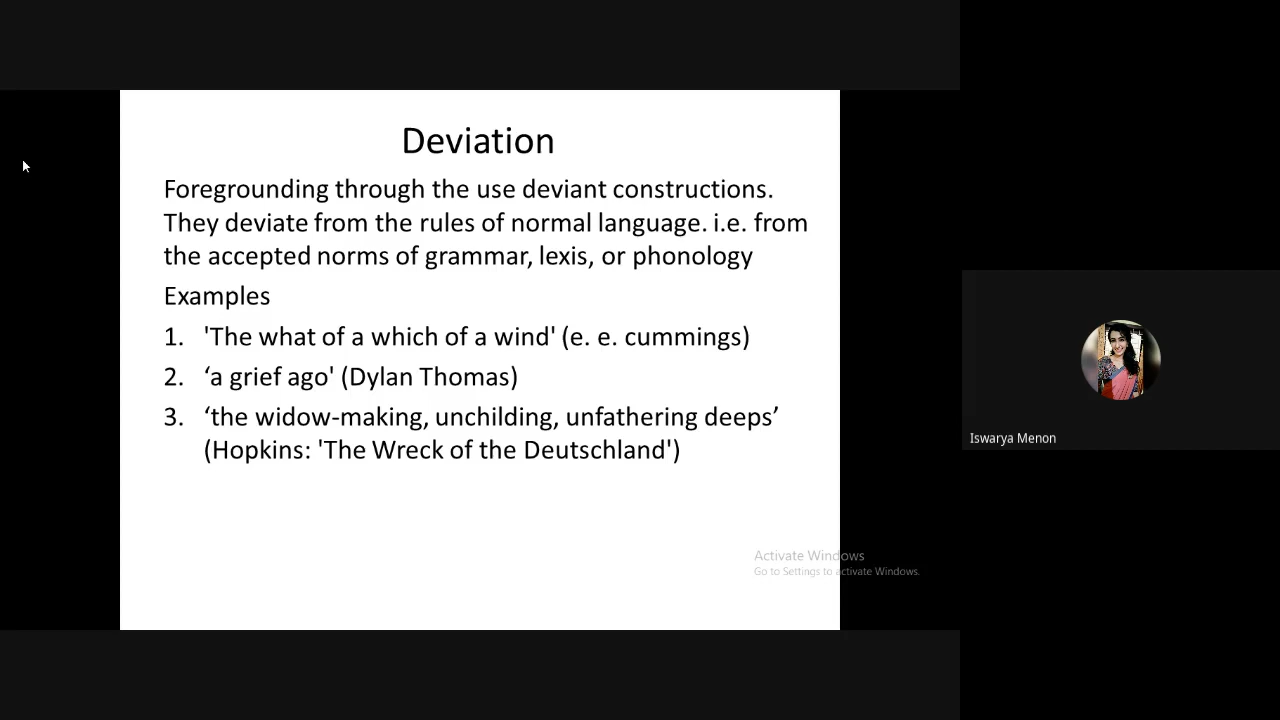 Deviation
Foregrounding through the use deviant constructions.
They deviate from the rules of normal language. i.e. from
the accepted norms of grammar, lexis, or phonology
Examples
1. 'The what of a which of a wind' (e. e. cummings)
2. ‘a grief ago' (Dylan Thomas)
3. ‘the widow-making, unchilding, unfathering deeps’
(Hopkins: 'The Wreck of the Deutschland')
Iswarya Menon
Activate Windows
Go to Settings to activate Windows.